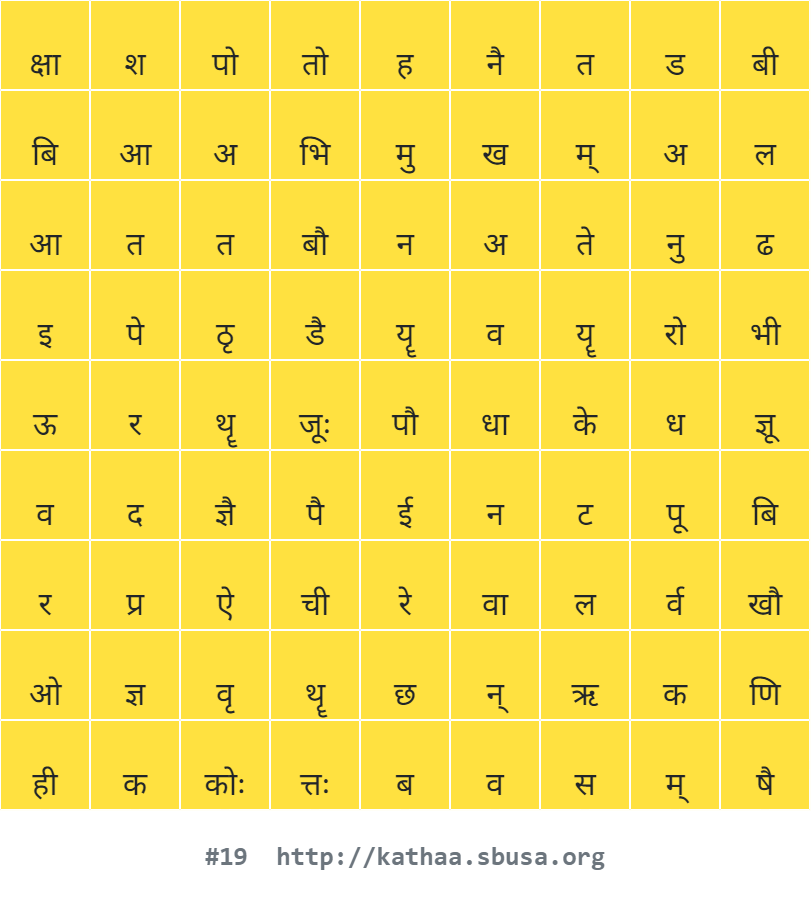 क्षा श पो तो ह नै त ड बी
बि आ अ भि मु ख म् अ ल
आ त त बौ न अ ते नु ढ
इ पे ठृ डै यॄ व यॄ रो भी
ऊ र थॄ जूः पौ धा के ध ज्ञू
व द ज्ञै पै ई न ट पू बि
र प्र ऐ ची रे वा ल र्व खौ
ओ ज्ञ वृ थॄ छ न् ऋ क णि
ही क कोः त्तः ब व स म् षै
#19 http://kathaa.sbusa.org